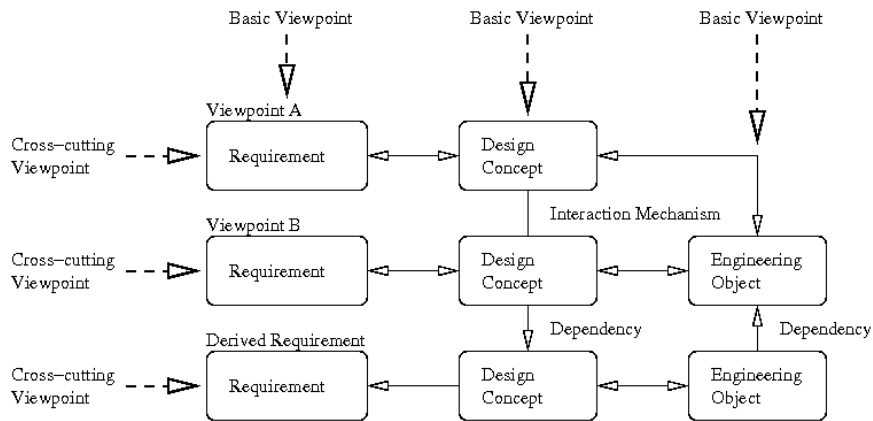 Basic Viewpoint
Basic Viewpoint
Basic Viewpoint
Viewpoint A
Cross-cutting
Viewpoint
Requirement
Design
Concept
Interaction Mechanism
Viewpoint B
Cross-cutting
Viewpoint
Requirement
Design
Concept
Engineering
Object
Dependency
Dependency
Derived Requirement
Cross-cutting
Viewpoint
Requirement
Design
Concept
Engineering
Object